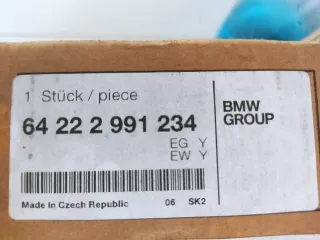 1 Stück / piece
64 22 2 991 234
EG Y
EW Y
BMW
GROUP
Made in Czech Republic 06 SK2